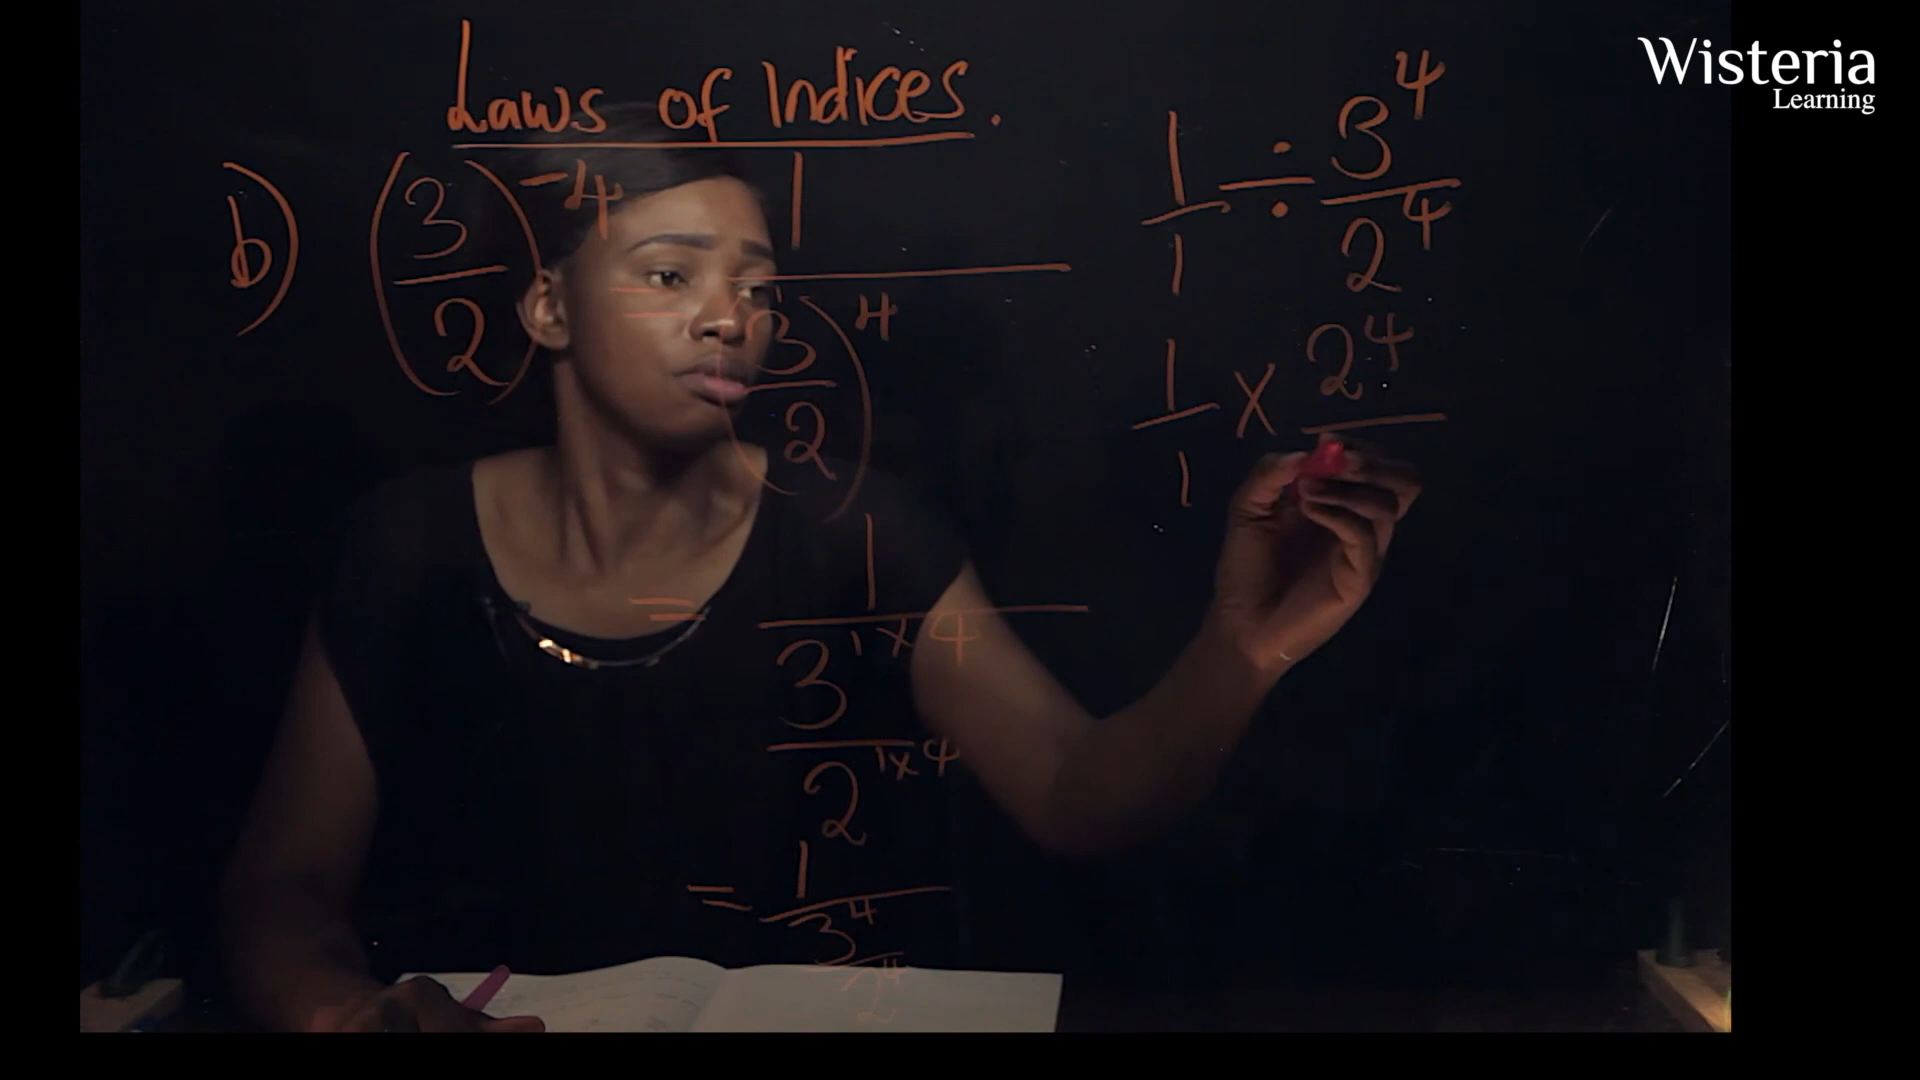 Wisteria
Learning
Laws of Indices.
b) (3/2)^-4 = 1/(3^1/2)^4
= 1/(3^1x4/2^1x4)
= 1/(3^4/2^4)
1/1 ÷ 3^4/2^4
1/1 x 2^4/